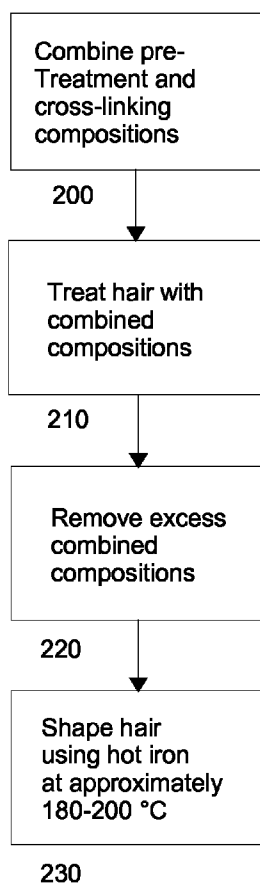 Combine pre-
Treatment and
cross-linking
compositions
200
Treat hair with
combined
compositions
210
Remove excess
combined
compositions
220
Shape hair
using hot iron
at approximately
180-200 °C
230